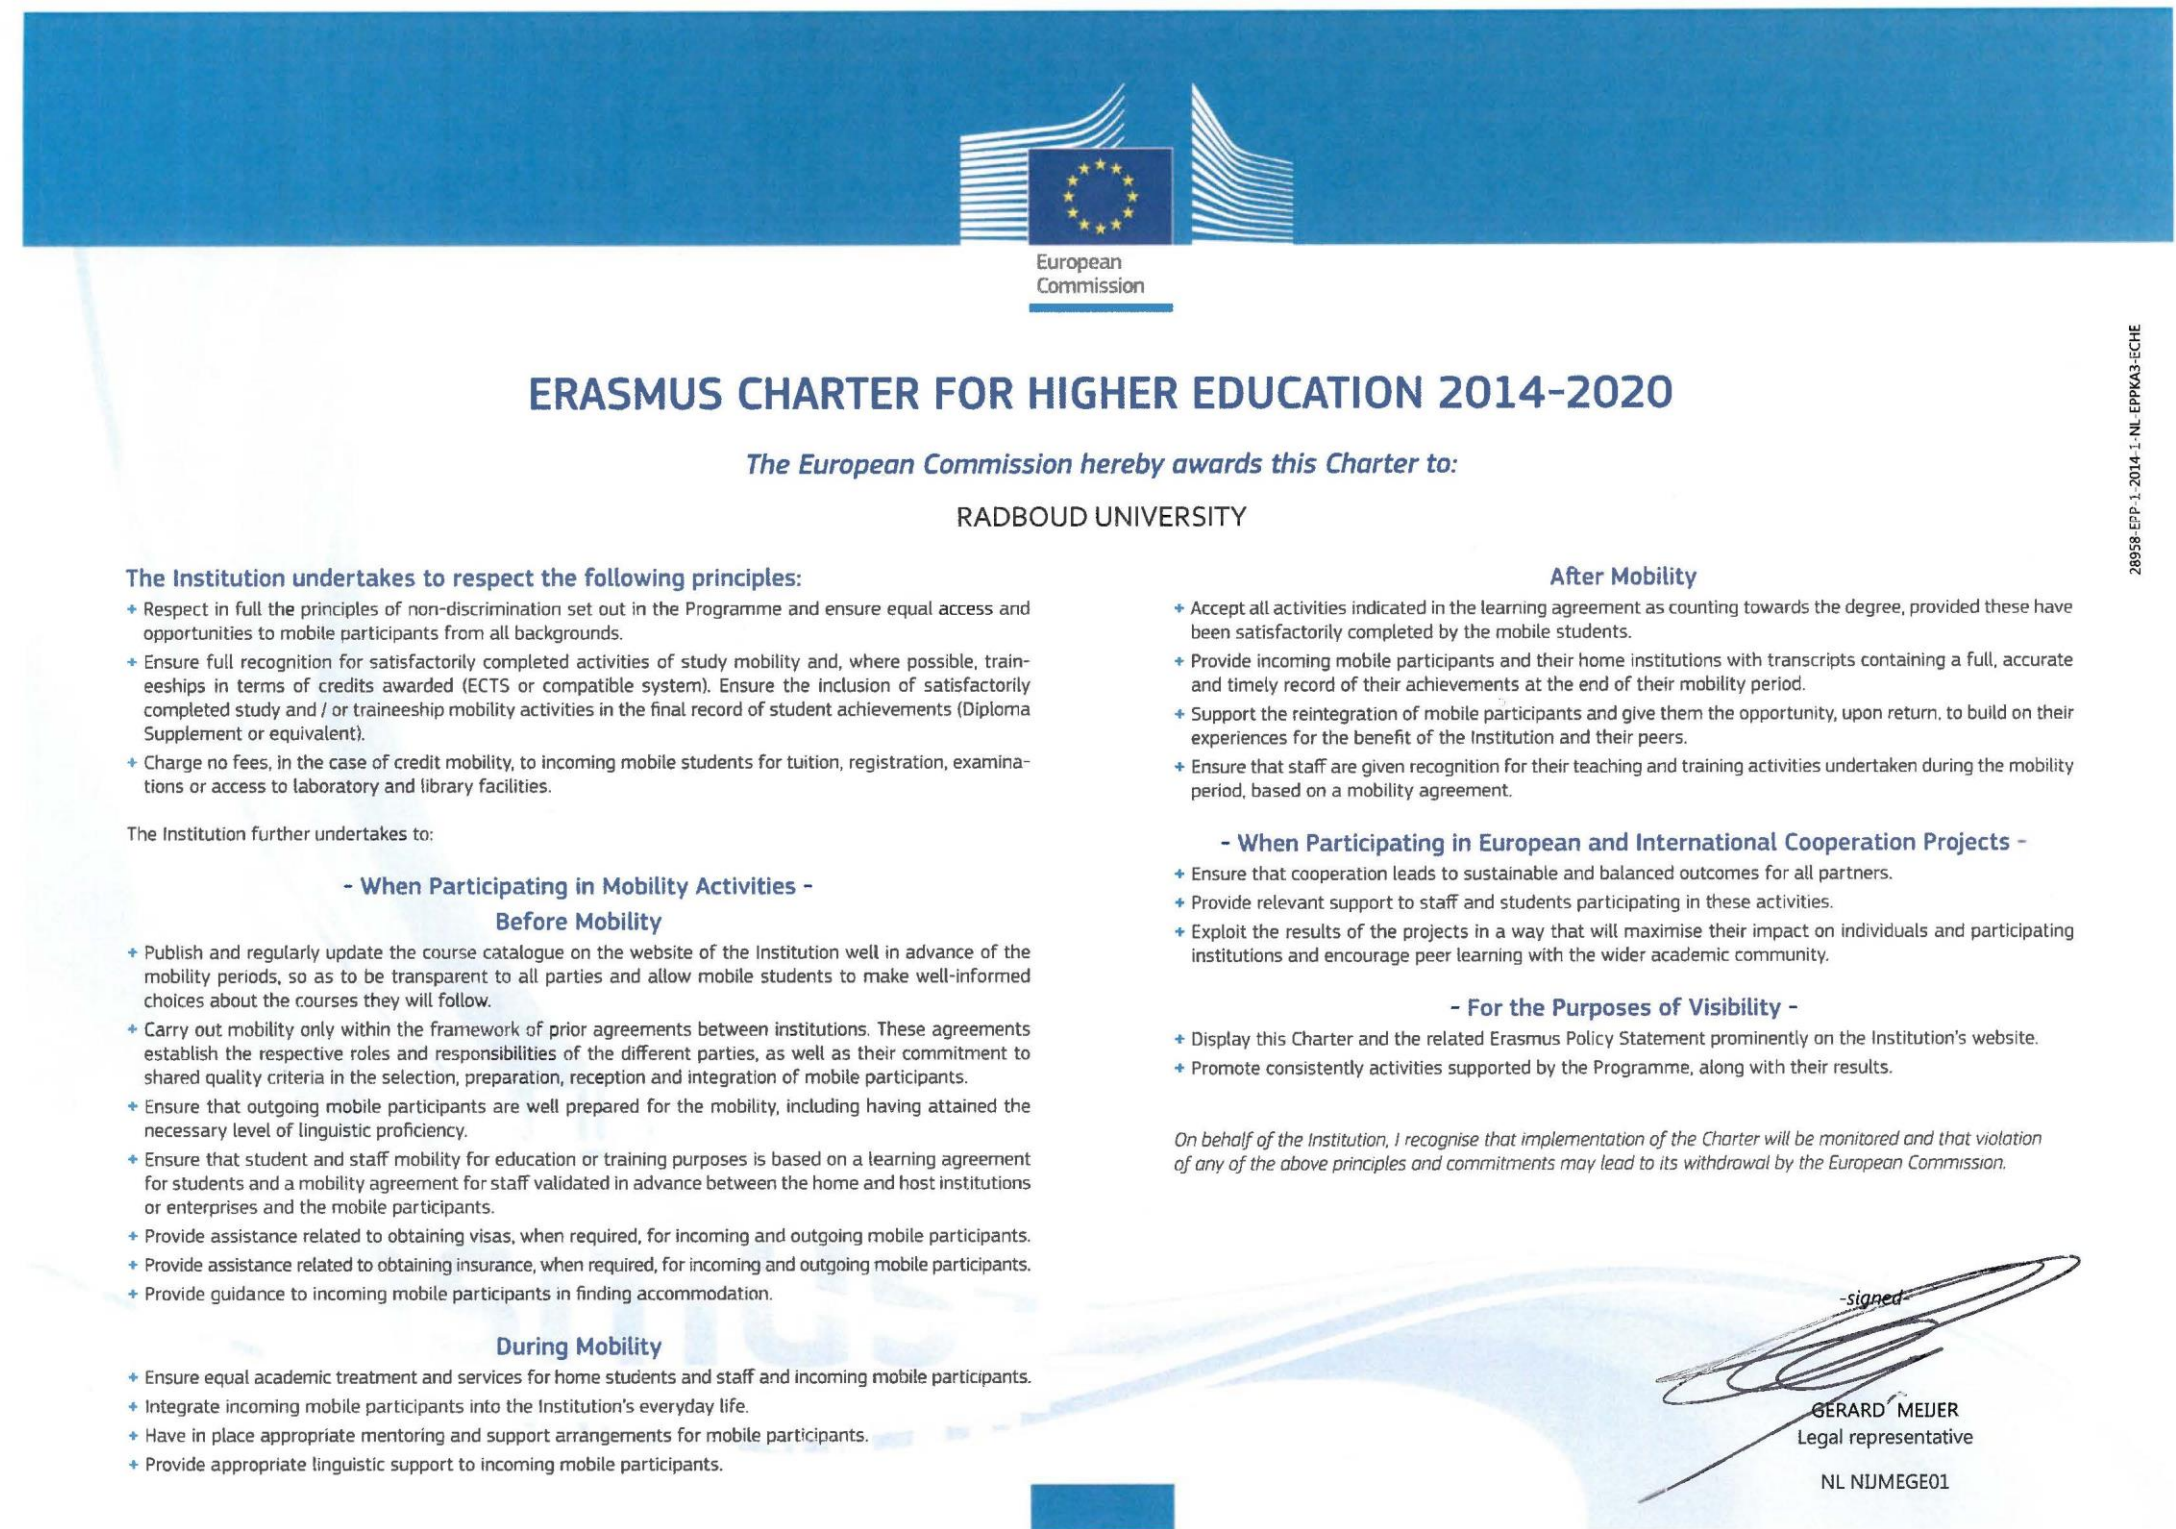 European
Commission
ERASMUS CHARTER FOR HIGHER EDUCATION 2014-2020
The European Commission hereby awards this Charter to:
RADBOUD UNIVERSITY
28958-EPP-1-2014-1-NL-EPPKA3-ECHE
The Institution undertakes to respect the following principles:
+ Respect in full the principles of non-discrimination set out in the Programme and ensure equal access and
opportunities to mobile participants from all backgrounds.
+ Ensure full recognition for satisfactorily completed activities of study mobility and, where possible, train-
eeships in terms of credits awarded (ECTS or compatible system). Ensure the inclusion of satisfactorily
completed study and / or traineeship mobility activities in the final record of student achievements (Diploma
Supplement or equivalent).
+ Charge no fees, in the case of credit mobility, to incoming mobile students for tuition, registration, examina-
tions or access to laboratory and library facilities.
The Institution further undertakes to:
- When Participating in Mobility Activities -
Before Mobility
+ Publish and regularly update the course catalogue on the website of the Institution well in advance of the
mobility periods, so as to be transparent to all parties and allow mobile students to make well-informed
choices about the courses they will follow.
+ Carry out mobility only within the framework of prior agreements between institutions. These agreements
establish the respective roles and responsibilities of the different parties, as well as their commitment to
shared quality criteria in the selection, preparation, reception and integration of mobile participants.
+ Ensure that outgoing mobile participants are well prepared for the mobility, including having attained the
necessary level of linguistic proficiency.
+ Ensure that student and staff mobility for education or training purposes is based on a learning agreement
for students and a mobility agreement for staff validated in advance between the home and host institutions
or enterprises and the mobile participants.
+ Provide assistance related to obtaining visas, when required, for incoming and outgoing mobile participants.
+ Provide assistance related to obtaining insurance, when required, for incoming and outgoing mobile participants.
+ Provide guidance to incoming mobile participants in finding accommodation.
During Mobility
+ Ensure equal academic treatment and services for home students and staff and incoming mobile participants.
+ Integrate incoming mobile participants into the Institution's everyday life.
+ Have in place appropriate mentoring and support arrangements for mobile participants.
+ Provide appropriate linguistic support to incoming mobile participants.
After Mobility
+ Accept all activities indicated in the learning agreement as counting towards the degree, provided these have
been satisfactorily completed by the mobile students.
+ Provide incoming mobile participants and their home institutions with transcripts containing a full, accurate
and timely record of their achievements at the end of their mobility period.
+ Support the reintegration of mobile participants and give them the opportunity, upon return, to build on their
experiences for the benefit of the Institution and their peers.
+ Ensure that staff are given recognition for their teaching and training activities undertaken during the mobility
period, based on a mobility agreement.
- When Participating in European and International Cooperation Projects -
+ Ensure that cooperation leads to sustainable and balanced outcomes for all partners.
+ Provide relevant support to staff and students participating in these activities.
+ Exploit the results of the projects in a way that will maximise their impact on individuals and participating
institutions and encourage peer learning with the wider academic community.
- For the Purposes of Visibility -
+ Display this Charter and the related Erasmus Policy Statement prominently on the Institution's website.
+ Promote consistently activities supported by the Programme, along with their results.
On behalf of the Institution, I recognise that implementation of the Charter will be monitored and that violation
of any of the above principles and commitments may lead to its withdrawal by the European Commission.
-signed-
GERARD MEIJER
Legal representative
NL NIJMEGE01